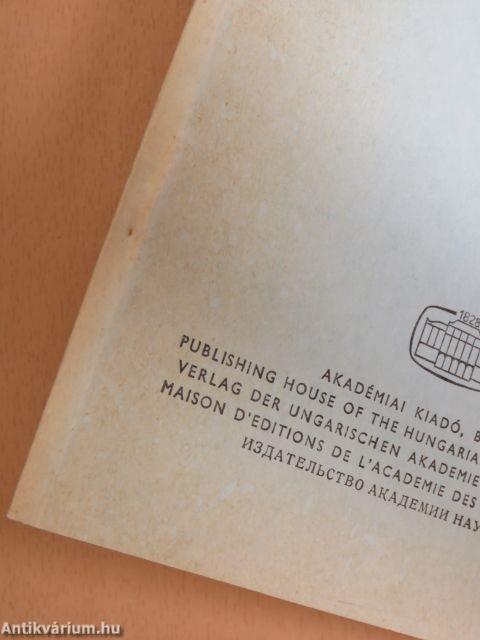 1828
AKADÉMIAI KIADÓ, B
PUBLISHING HOUSE OF THE HUNGARIA
VERLAG DER UNGARISCHEN AKADEMIE
MAISON D'EDITIONS DE L'ACADEMIE DES
ИЗДАТЕЛЬСТВО АКАДЕМИИ НАУ
Antikvárium.hu